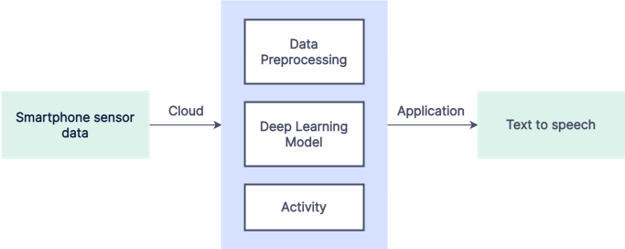 Smartphone sensor
data
Cloud
Data
Preprocessing
Deep Learning
Model
Activity
Application
Text to speech